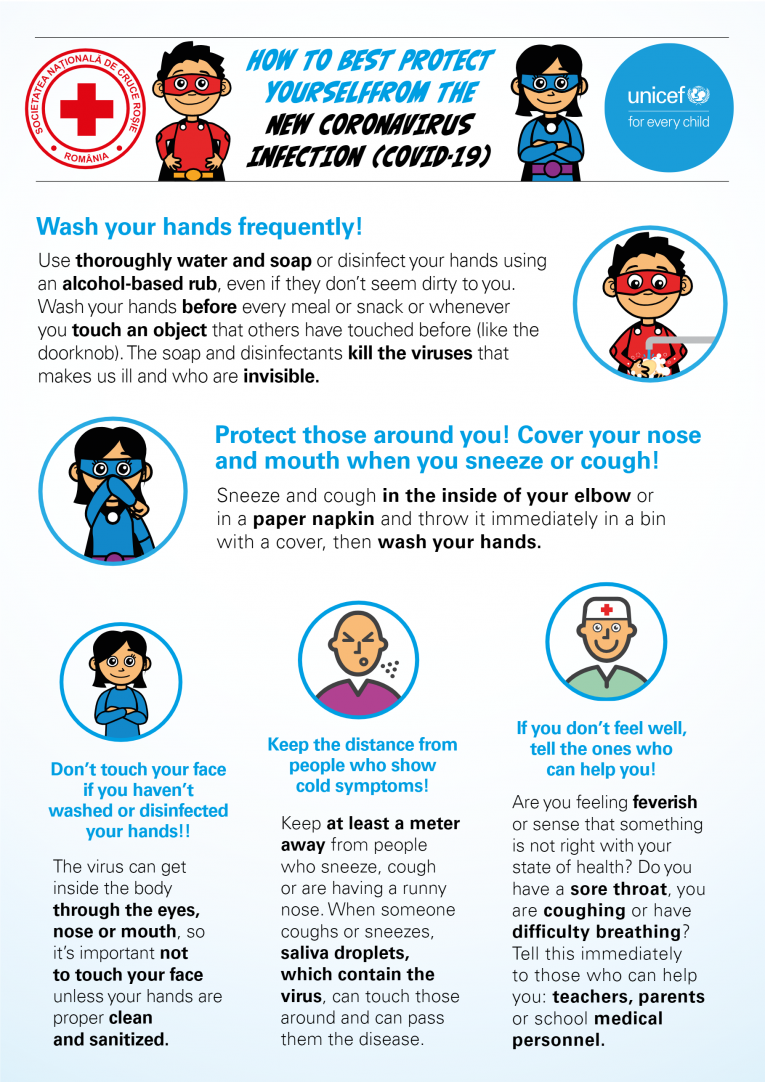 SOCIETATEA NAȚIONALĂ DE CRUCE ROȘIE
• ROMÂNIA •
HOW TO BEST PROTECT
YOURSELFFROM THE
NEW CORONAVIRUS
INFECTION (COVID-19)
unicef
for every child
Wash your hands frequently!
Use thoroughly water and soap or disinfect your hands using
an alcohol-based rub, even if they don't seem dirty to you.
Wash your hands before every meal or snack or whenever
you touch an object that others have touched before (like the
doorknob). The soap and disinfectants kill the viruses that
makes us ill and who are invisible.
Protect those around you! Cover your nose
and mouth when you sneeze or cough!
Sneeze and cough in the inside of your elbow or
in a paper napkin and throw it immediately in a bin
with a cover, then wash your hands.
Don't touch your face
if you haven't
washed or disinfected
your hands!!
The virus can get
inside the body
through the eyes,
nose or mouth, so
it's important not
to touch your face
unless your hands are
proper clean
and sanitized.
Keep the distance from
people who show
cold symptoms!
Keep at least a meter
away from people
who sneeze, cough
or are having a runny
nose. When someone
coughs or sneezes,
saliva droplets,
which contain the
virus, can touch those
around and can pass
them the disease.
If you don't feel well,
tell the ones who
can help you!
Are you feeling feverish
or sense that something
is not right with your
state of health? Do you
have a sore throat, you
are coughing or have
difficulty breathing?
Tell this immediately
to those who can help
you: teachers, parents
or school medical
personnel.